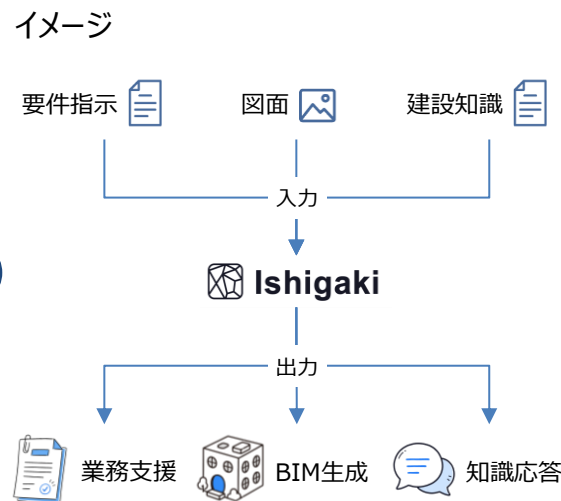 イメージ
要件指示
図面
建設知識
入力
Ishigaki
出力
業務支援
BIM生成
知識応答